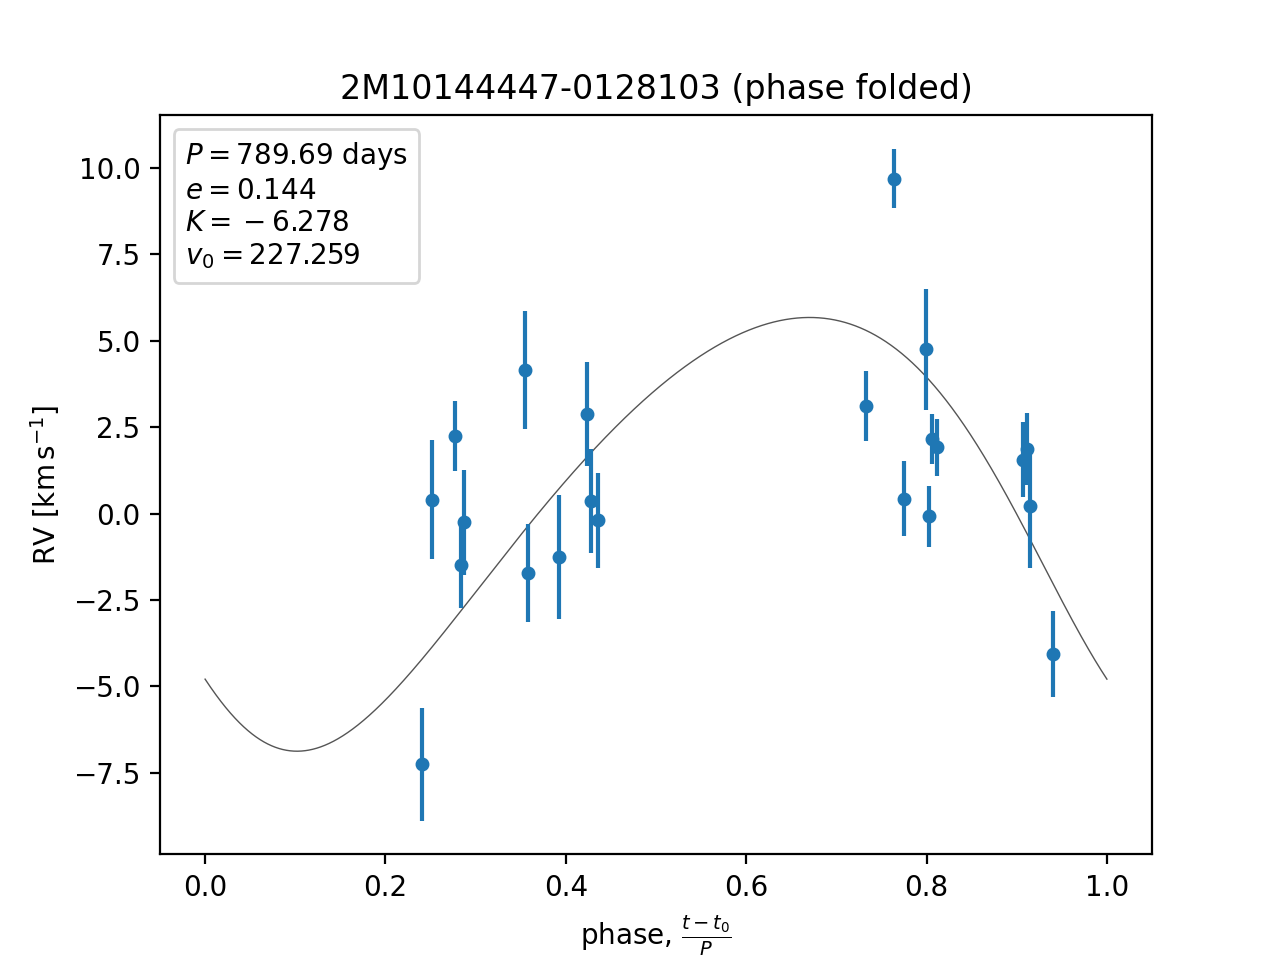 2M10144447-0128103 (phase folded)
P = 789.69 days
e = 0.144
K = −6.278
v₀ = 227.259
10.0
7.5
5.0
2.5
0.0
−2.5
−5.0
−7.5
RV [km s⁻¹]
0.0 0.2 0.4 0.6 0.8 1.0
phase, (t − t₀)/P